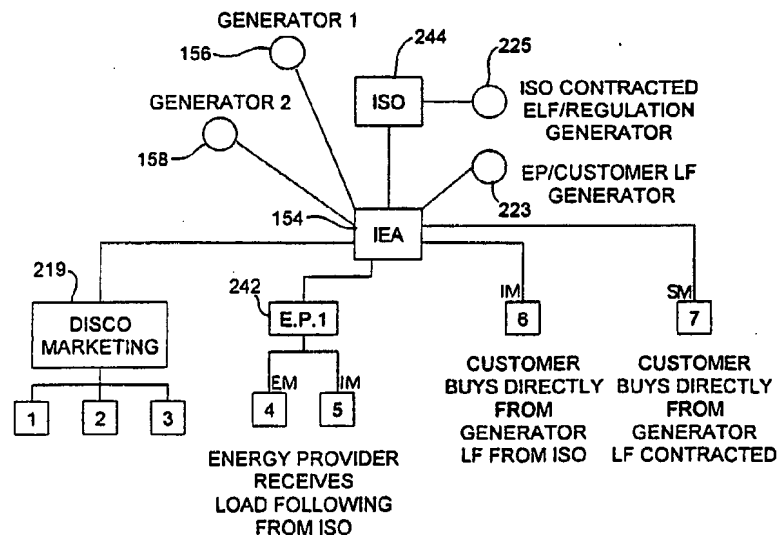 GENERATOR 1
156
244
225
ISO
ISO CONTRACTED
ELF/REGULATION
GENERATOR
GENERATOR 2
158
EP/CUSTOMER LF
GENERATOR
223
154
IEA
219
DISCO
MARKETING
242
E.P.1
IM
6
SM
7
1
2
3
EM
4
IM
5
CUSTOMER
BUYS DIRECTLY
FROM
GENERATOR
LF FROM ISO
CUSTOMER
BUYS DIRECTLY
FROM
GENERATOR
LF CONTRACTED
ENERGY PROVIDER
RECEIVES
LOAD FOLLOWING
FROM ISO